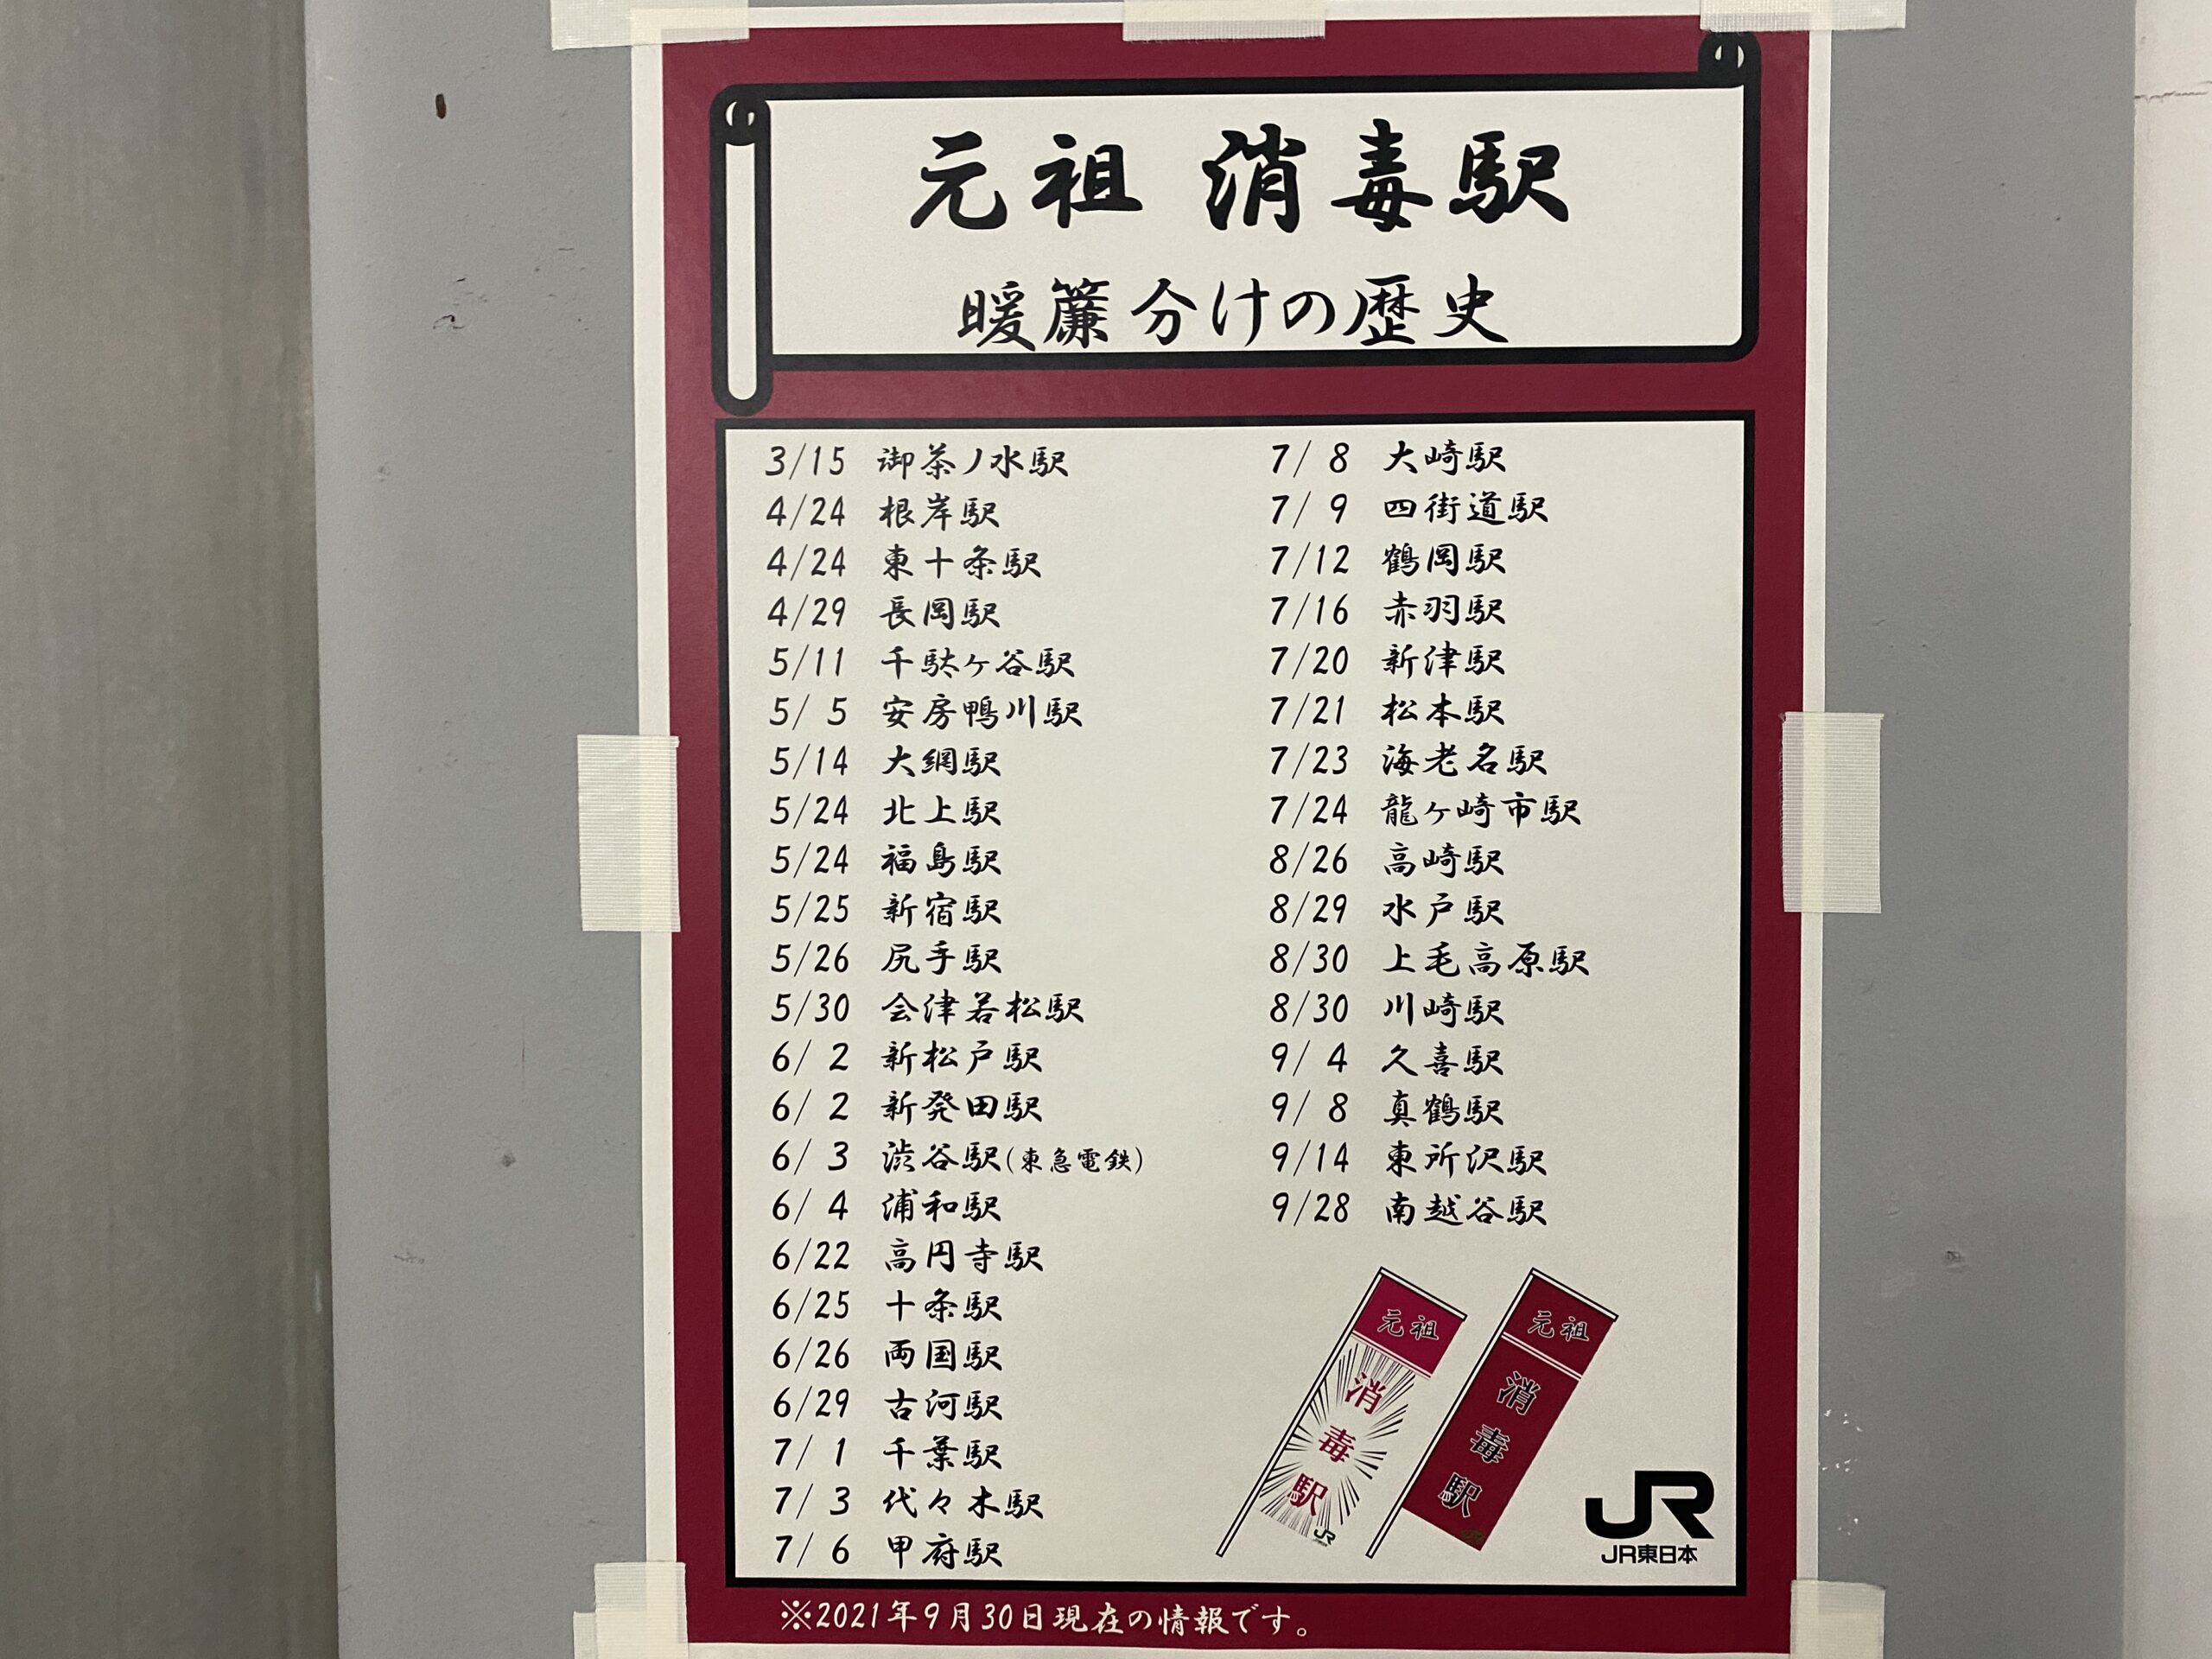 元祖 消毒駅
暖簾分けの歴史
3/15 御茶ノ水駅
4/24 根岸駅
4/24 東十条駅
4/29 長岡駅
5/11 千駄ヶ谷駅
5/ 5 安房鴨川駅
5/14 大網駅
5/24 北上駅
5/24 福島駅
5/25 新宿駅
5/26 尻手駅
5/30 会津若松駅
6/ 2 新松戸駅
6/ 2 新発田駅
6/ 3 渋谷駅(東急電鉄)
6/ 4 浦和駅
6/22 高円寺駅
6/25 十条駅
6/26 両国駅
6/29 古河駅
7/ 1 千葉駅
7/ 3 代々木駅
7/ 6 甲府駅
7/ 8 大崎駅
7/ 9 四街道駅
7/12 鶴岡駅
7/16 赤羽駅
7/20 新津駅
7/21 松本駅
7/23 海老名駅
7/24 龍ヶ崎市駅
8/26 高崎駅
8/29 水戸駅
8/30 上毛高原駅
8/30 川崎駅
9/ 4 久喜駅
9/ 8 真鶴駅
9/14 東所沢駅
9/28 南越谷駅
元祖
消毒駅
JR
元祖
消毒駅
JR
JR東日本
※2021年9月30日現在の情報です。